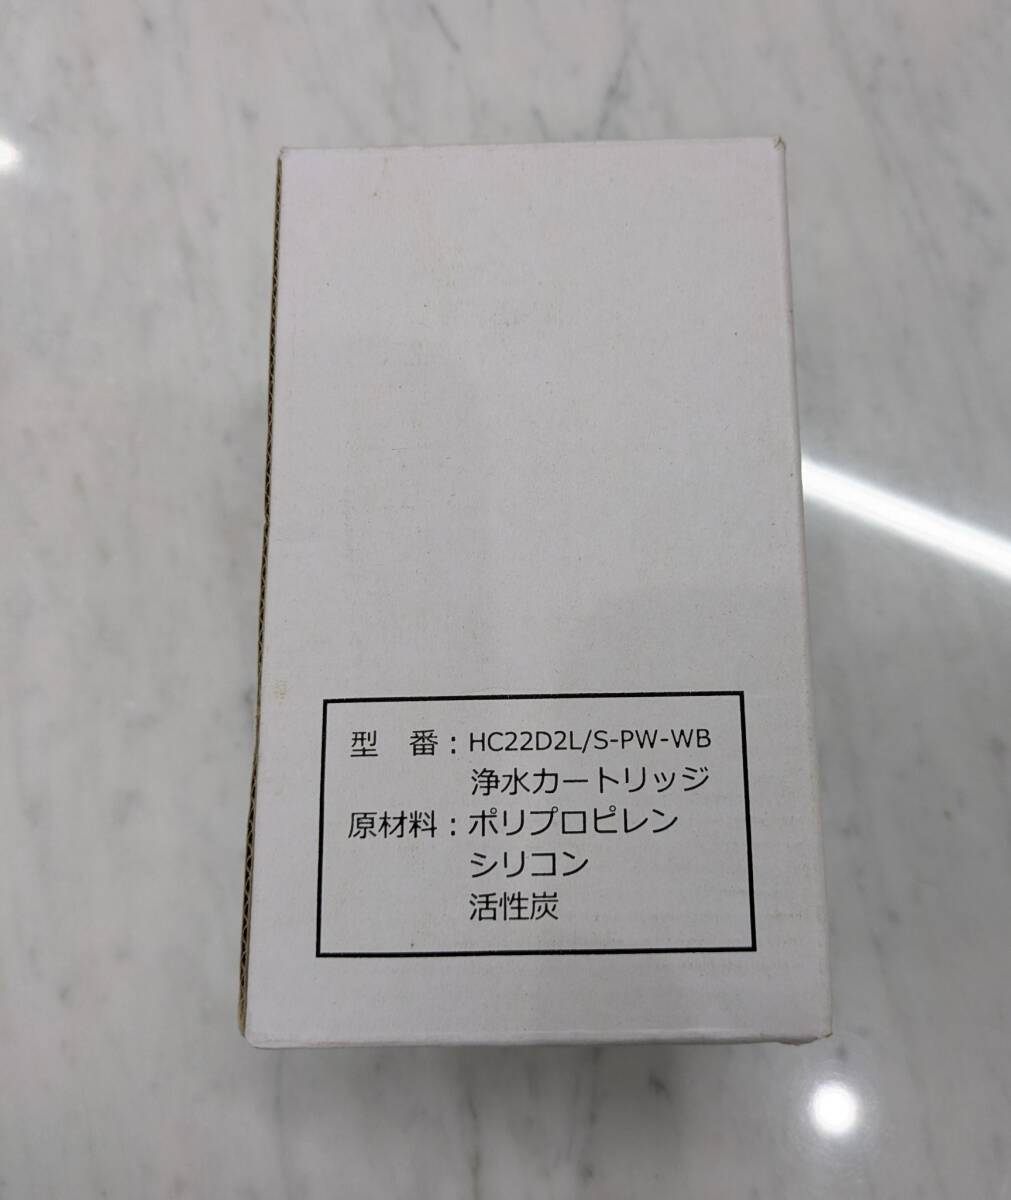 型　番：HC22D2L/S-PW-WB
浄水カートリッジ
原材料：ポリプロピレン
シリコン
活性炭